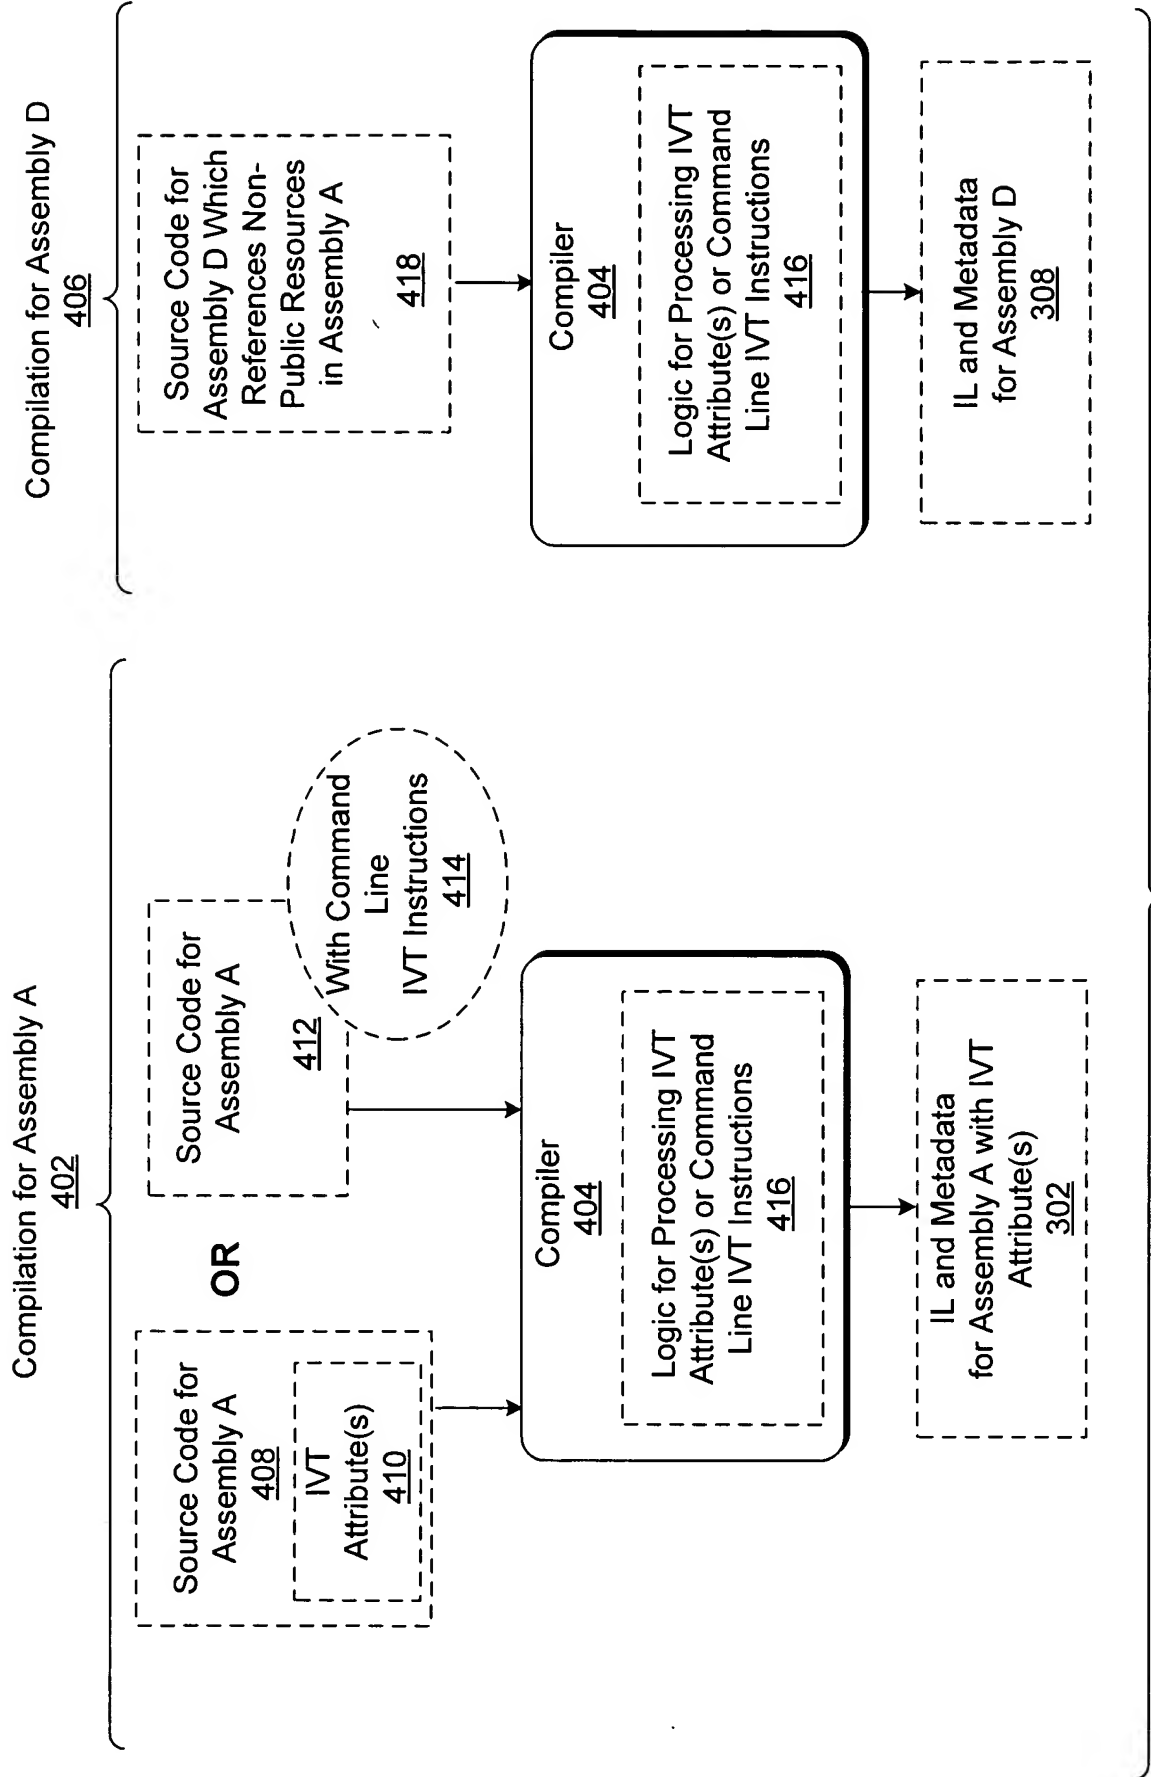 Compilation for Assembly A
402
Source Code for
Assembly A
408
IVT
Attribute(s)
410
OR
Source Code for
Assembly A
412
With Command
Line
IVT Instructions
414
Compiler
404
Logic for Processing IVT
Attribute(s) or Command
Line IVT Instructions
416
IL and Metadata
for Assembly A with IVT
Attribute(s)
302
Compilation for Assembly D
406
Source Code for
Assembly D Which
References Non-
Public Resources
in Assembly A
418
Compiler
404
Logic for Processing IVT
Attribute(s) or Command
Line IVT Instructions
416
IL and Metadata
for Assembly D
308